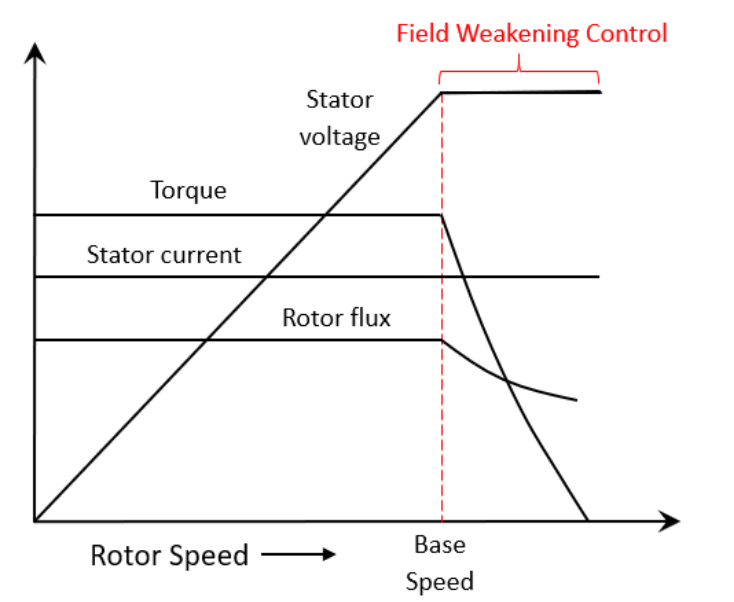 Field Weakening Control
Stator
voltage
Torque
Stator current
Rotor flux
Rotor Speed
Base
Speed